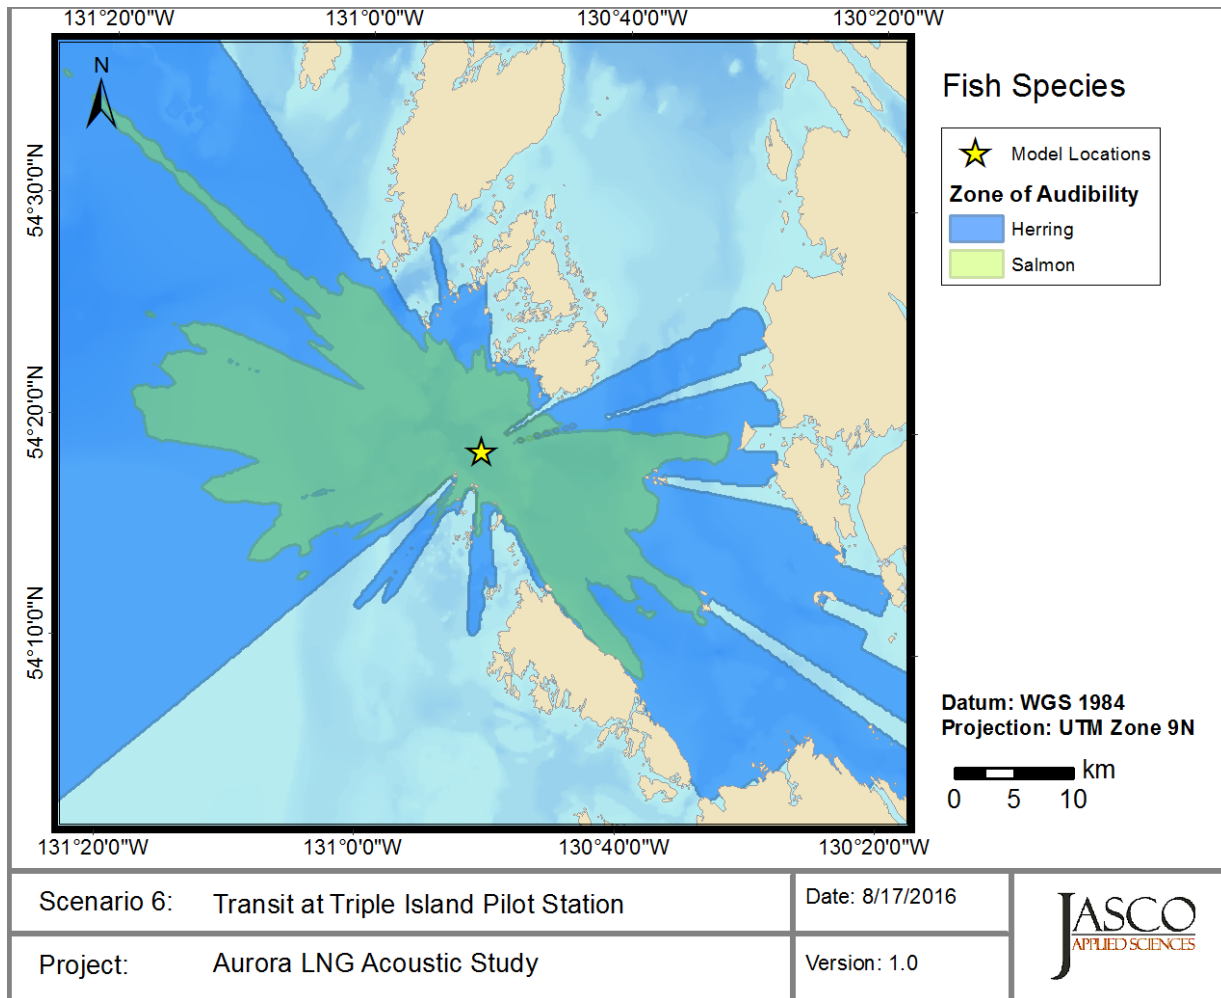 131°20'0"W 131°0'0"W 130°40'0"W 130°20'0"W
N
54°30'0"N
54°20'0"N
54°10'0"N
131°20'0"W 131°0'0"W 130°40'0"W 130°20'0"W
Fish Species
Model Locations
Zone of Audibility
Herring
Salmon
Datum: WGS 1984
Projection: UTM Zone 9N
km
0 5 10
Scenario 6: Transit at Triple Island Pilot Station
Date: 8/17/2016
Project: Aurora LNG Acoustic Study
Version: 1.0
JASCO
APPLIED SCIENCES